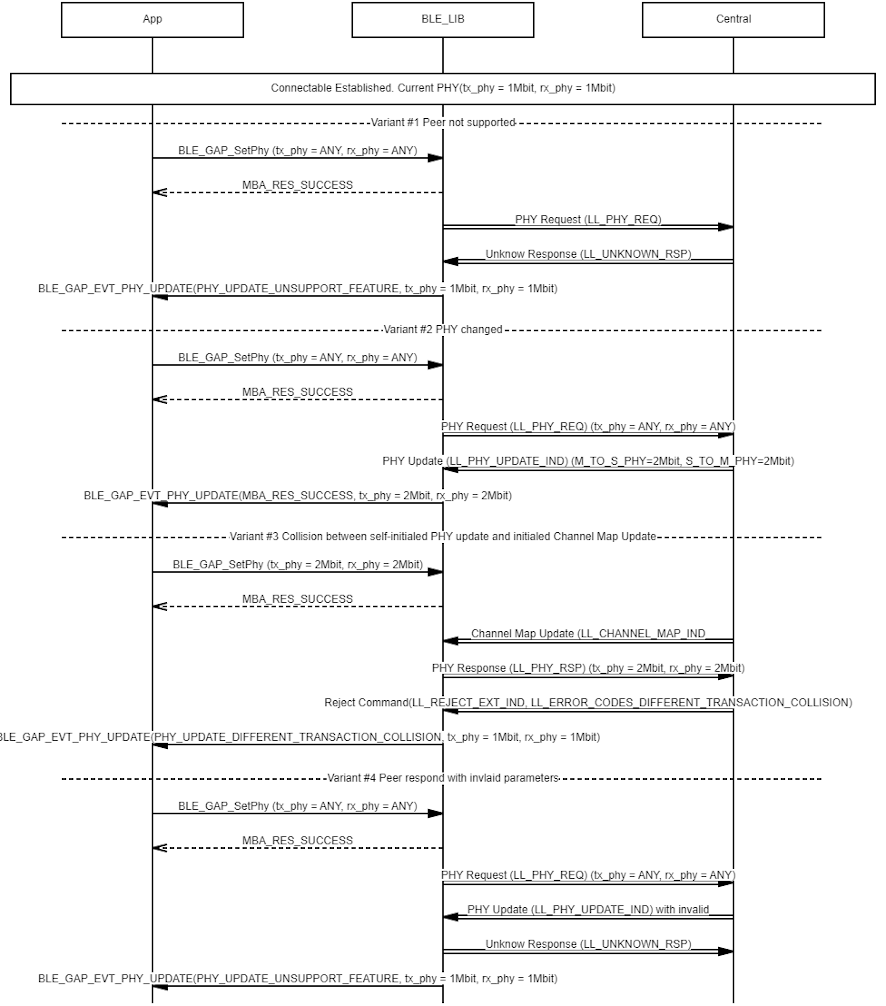 App
BLE_LIB
Central
Connectable Established. Current PHY(tx_phy = 1Mbit, rx_phy = 1Mbit)
Variant #1 Peer not supported
BLE_GAP_SetPhy (tx_phy = ANY, rx_phy = ANY)
MBA_RES_SUCCESS
PHY Request (LL_PHY_REQ)
Unknow Response (LL_UNKNOWN_RSP)
BLE_GAP_EVT_PHY_UPDATE(PHY_UPDATE_UNSUPPORT_FEATURE, tx_phy = 1Mbit, rx_phy = 1Mbit)
Variant #2 PHY changed
BLE_GAP_SetPhy (tx_phy = ANY, rx_phy = ANY)
MBA_RES_SUCCESS
PHY Request (LL_PHY_REQ) (tx_phy = ANY, rx_phy = ANY)
PHY Update (LL_PHY_UPDATE_IND) (M_TO_S_PHY=2Mbit, S_TO_M_PHY=2Mbit)
BLE_GAP_EVT_PHY_UPDATE(MBA_RES_SUCCESS, tx_phy = 2Mbit, rx_phy = 2Mbit)
Variant #3 Collision between self-initialed PHY update and initialed Channel Map Update
BLE_GAP_SetPhy (tx_phy = 2Mbit, rx_phy = 2Mbit)
MBA_RES_SUCCESS
Channel Map Update (LL_CHANNEL_MAP_IND
PHY Response (LL_PHY_RSP) (tx_phy = 2Mbit, rx_phy = 2Mbit)
Reject Command(LL_REJECT_EXT_IND, LL_ERROR_CODES_DIFFERENT_TRANSACTION_COLLISION)
BLE_GAP_EVT_PHY_UPDATE(PHY_UPDATE_DIFFERENT_TRANSACTION_COLLISION, tx_phy = 1Mbit, rx_phy = 1Mbit)
Variant #4 Peer respond with invlaid parameters
BLE_GAP_SetPhy (tx_phy = ANY, rx_phy = ANY)
MBA_RES_SUCCESS
PHY Request (LL_PHY_REQ) (tx_phy = ANY, rx_phy = ANY)
PHY Update (LL_PHY_UPDATE_IND) with invalid
Unknow Response (LL_UNKNOWN_RSP)
BLE_GAP_EVT_PHY_UPDATE(PHY_UPDATE_UNSUPPORT_FEATURE, tx_phy = 1Mbit, rx_phy = 1Mbit)